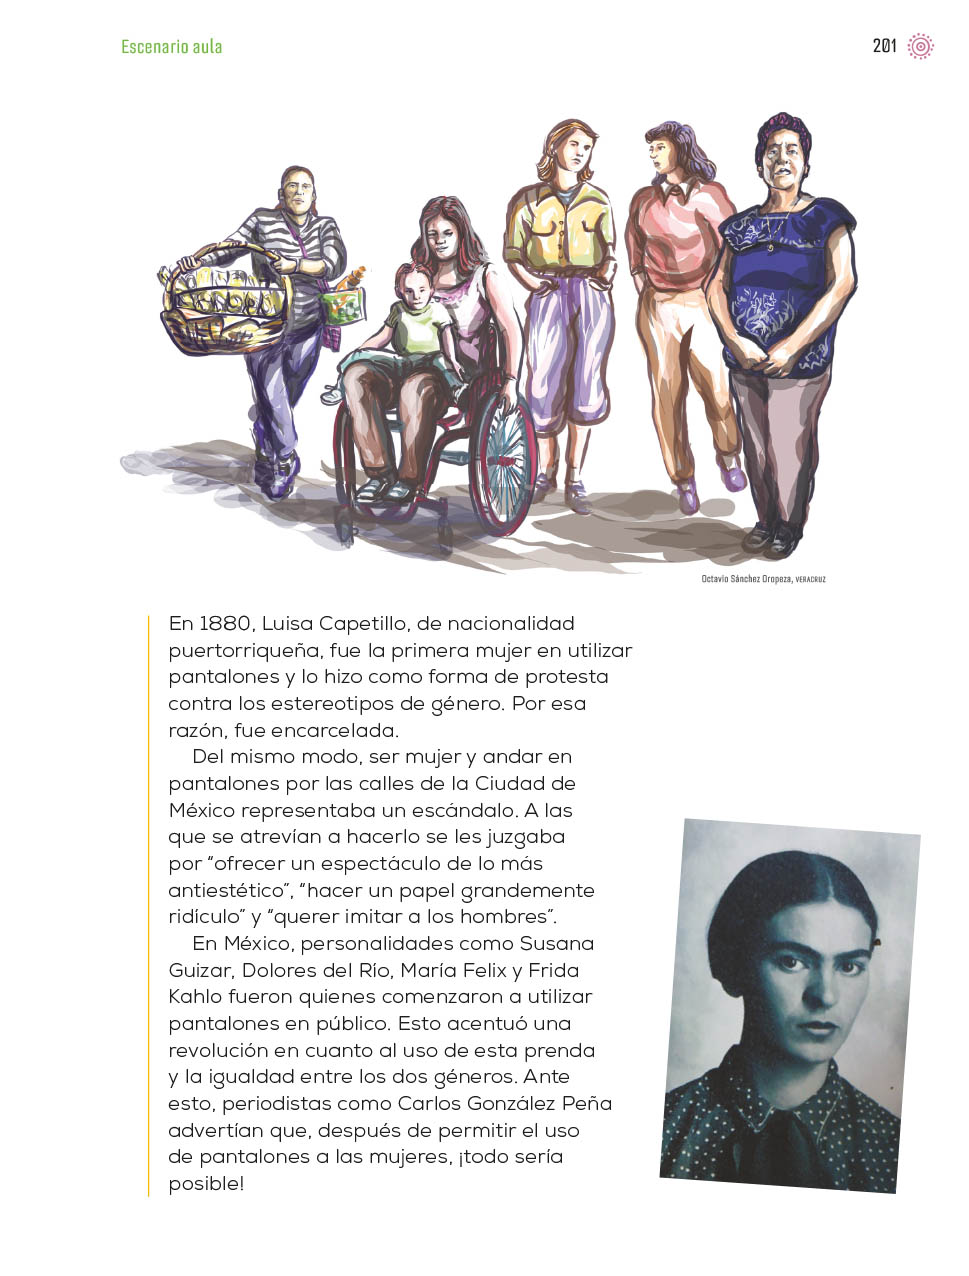 Escenario aula
201
Octavio Sánchez Oropeza, VERACRUZ
En 1880, Luisa Capetillo, de nacionalidad
puertorriqueña, fue la primera mujer en utilizar
pantalones y lo hizo como forma de protesta
contra los estereotipos de género. Por esa
razón, fue encarcelada.
Del mismo modo, ser mujer y andar en
pantalones por las calles de la Ciudad de
México representaba un escándalo. A las
que se atrevían a hacerlo se les juzgaba
por “ofrecer un espectáculo de lo más
antiestético”, “hacer un papel grandemente
ridículo” y “querer imitar a los hombres”.
En México, personalidades como Susana
Guizar, Dolores del Río, María Felix y Frida
Kahlo fueron quienes comenzaron a utilizar
pantalones en público. Esto acentuó una
revolución en cuanto al uso de esta prenda
y la igualdad entre los dos géneros. Ante
esto, periodistas como Carlos González Peña
advertían que, después de permitir el uso
de pantalones a las mujeres, ¡todo sería
posible!